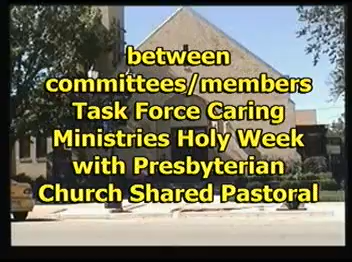 between
committees/members
Task Force Caring
Ministries Holy Week
with Presbyterian
Church Shared Pastoral